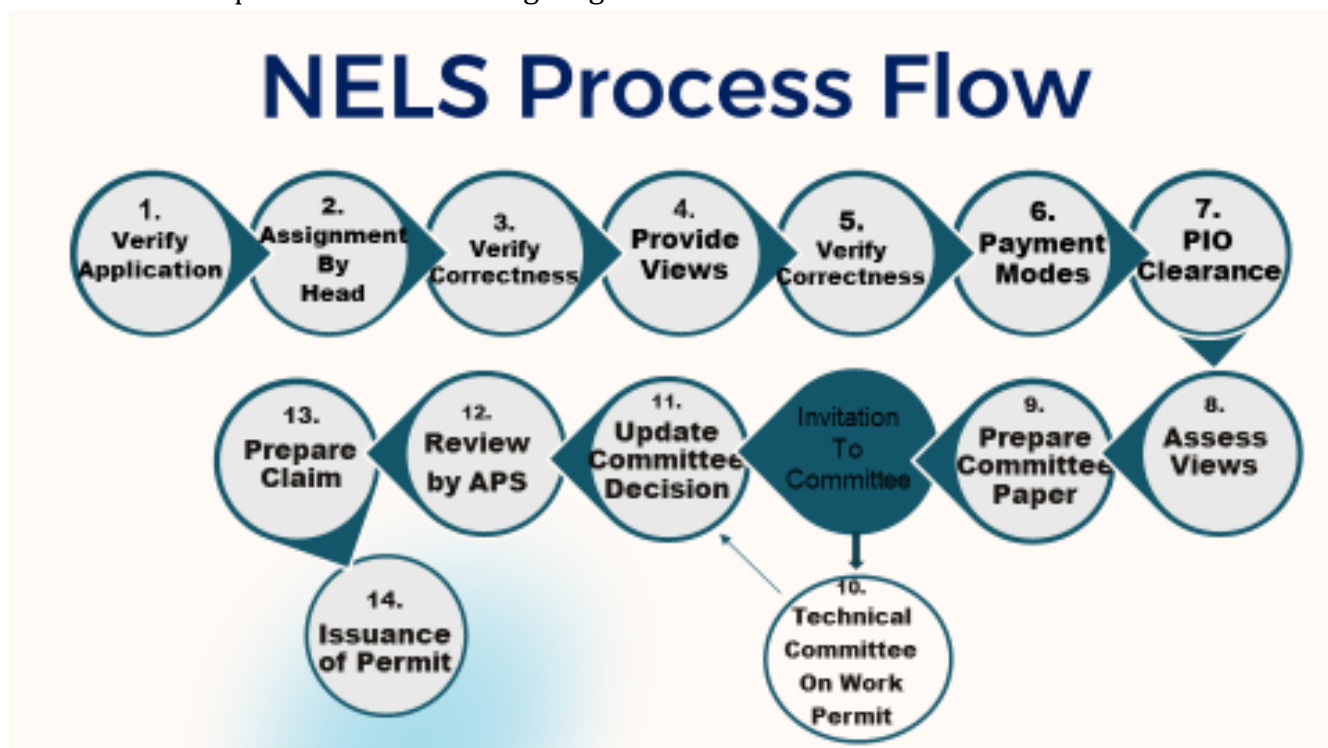 NELS Process Flow
1.
Verify
Application
2.
Assignment
By
Head
3.
Verify
Correctness
4.
Provide
Views
5.
Verify
Correctness
6.
Payment
Modes
7.
PIO
Clearance
8.
Assess
Views
9.
Prepare
Committee
Paper
Invitation
To
Committee
10.
Technical
Committee
On Work
Permit
11.
Update
Committee
Decision
12.
Review
by APS
13.
Prepare
Claim
14.
Issuance
of Permit